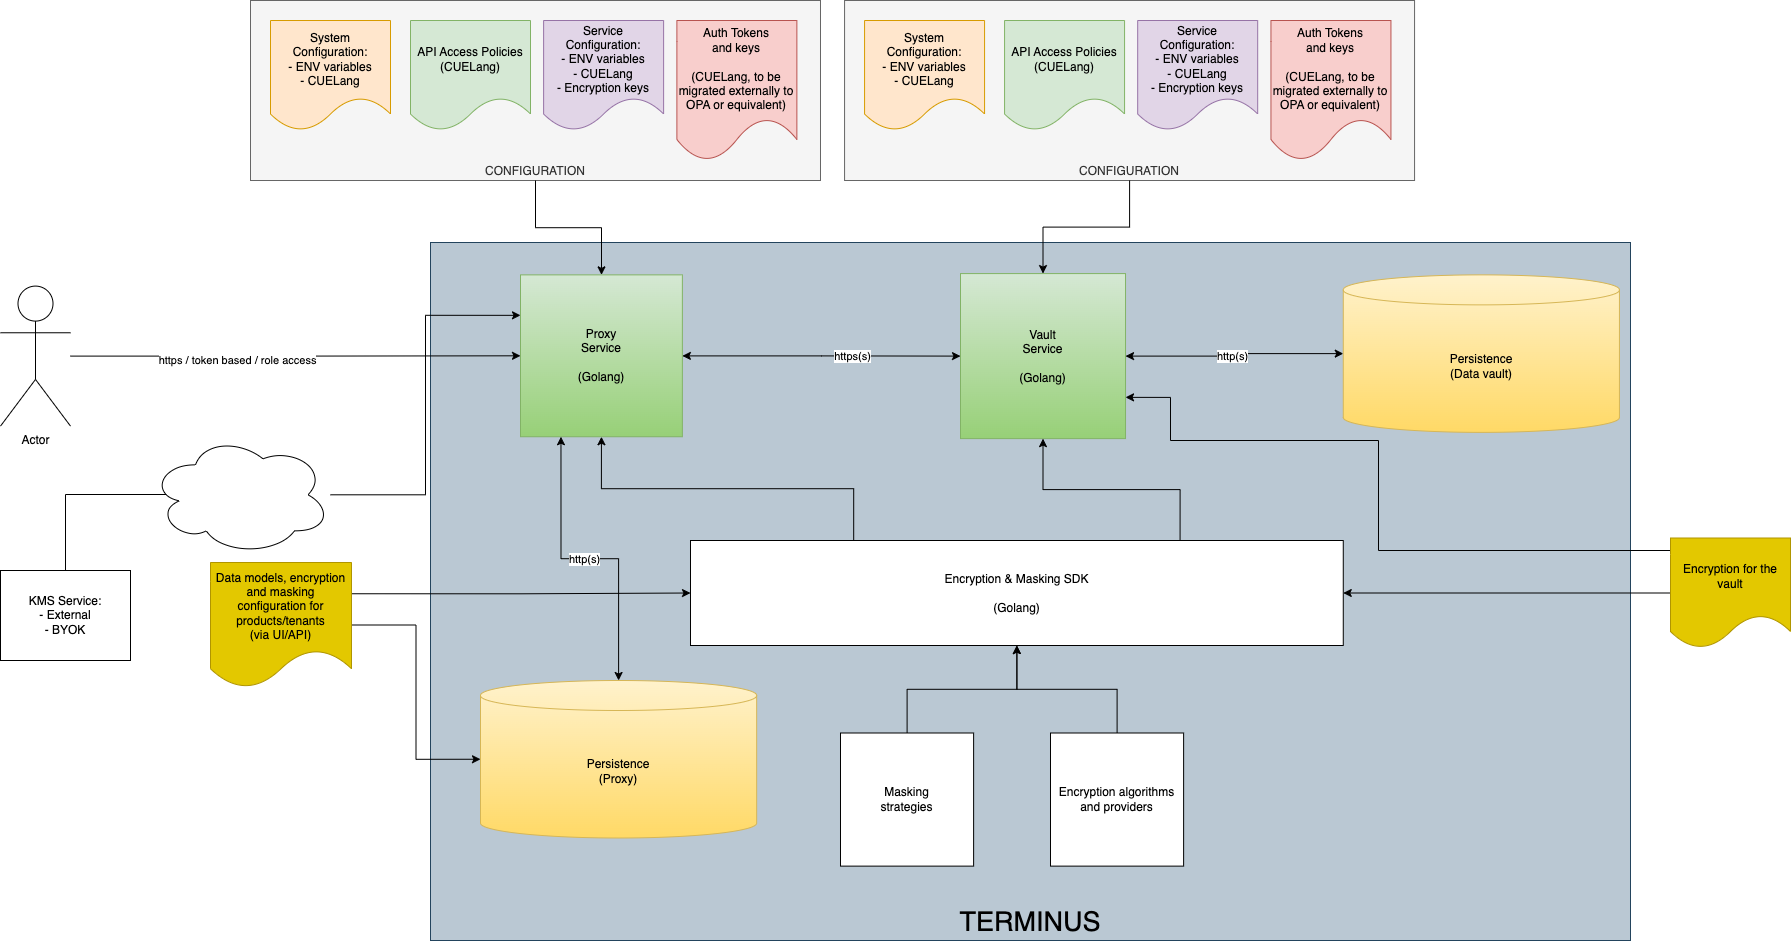 System
Configuration:
- ENV variables
- CUELang
API Access Policies
(CUELang)
Service
Configuration:
- ENV variables
- CUELang
- Encryption keys
Auth Tokens
and keys
(CUELang, to be
migrated externally to
OPA or equivalent)
CONFIGURATION
System
Configuration:
- ENV variables
- CUELang
API Access Policies
(CUELang)
Service
Configuration:
- ENV variables
- CUELang
- Encryption keys
Auth Tokens
and keys
(CUELang, to be
migrated externally to
OPA or equivalent)
CONFIGURATION
Actor
https / token based / role access
Proxy
Service
(Golang)
https(s)
Vault
Service
(Golang)
http(s)
Persistence
(Data vault)
KMS Service:
- External
- BYOK
Data models, encryption
and masking
configuration for
products/tenants
(via UI/API)
http(s)
Encryption & Masking SDK
(Golang)
Encryption for the
vault
Persistence
(Proxy)
Masking
strategies
Encryption algorithms
and providers
TERMINUS